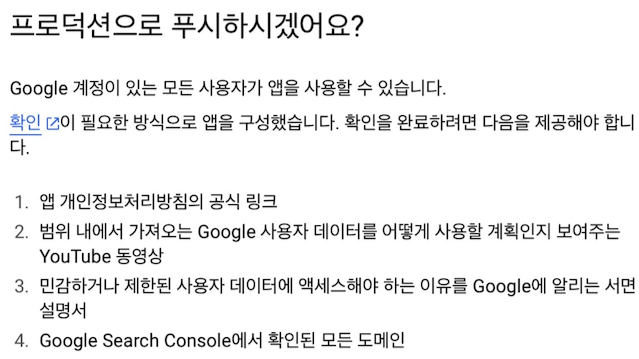 프로덕션으로 푸시하시겠어요?
Google 계정이 있는 모든 사용자가 앱을 사용할 수 있습니다.
확인이 필요한 방식으로 앱을 구성했습니다. 확인을 완료하려면 다음을 제공해야 합니
다.
1. 앱 개인정보처리방침의 공식 링크
2. 범위 내에서 가져오는 Google 사용자 데이터를 어떻게 사용할 계획인지 보여주는
YouTube 동영상
3. 민감하거나 제한된 사용자 데이터에 액세스해야 하는 이유를 Google에 알리는 서면
설명서
4. Google Search Console에서 확인된 모든 도메인